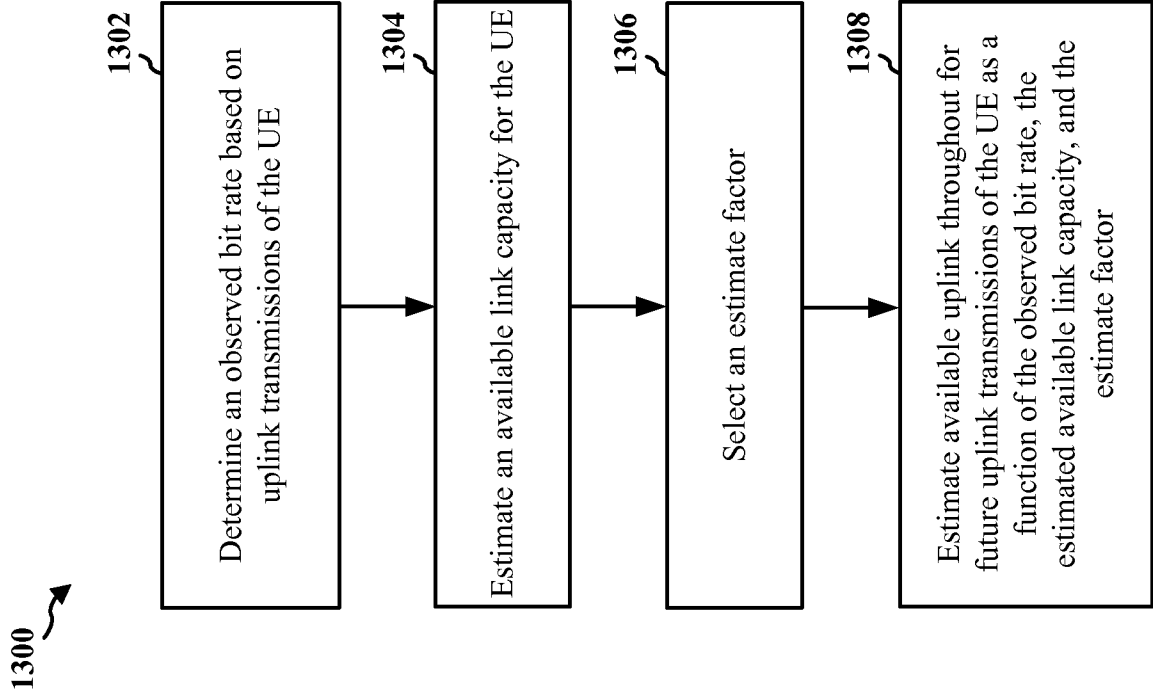 1300
1302
Determine an observed bit rate based on
uplink transmissions of the UE
1304
Estimate an available link capacity for the UE
1306
Select an estimate factor
1308
Estimate available uplink throughout for
future uplink transmissions of the UE as a
function of the observed bit rate, the
estimated available link capacity, and the
estimate factor